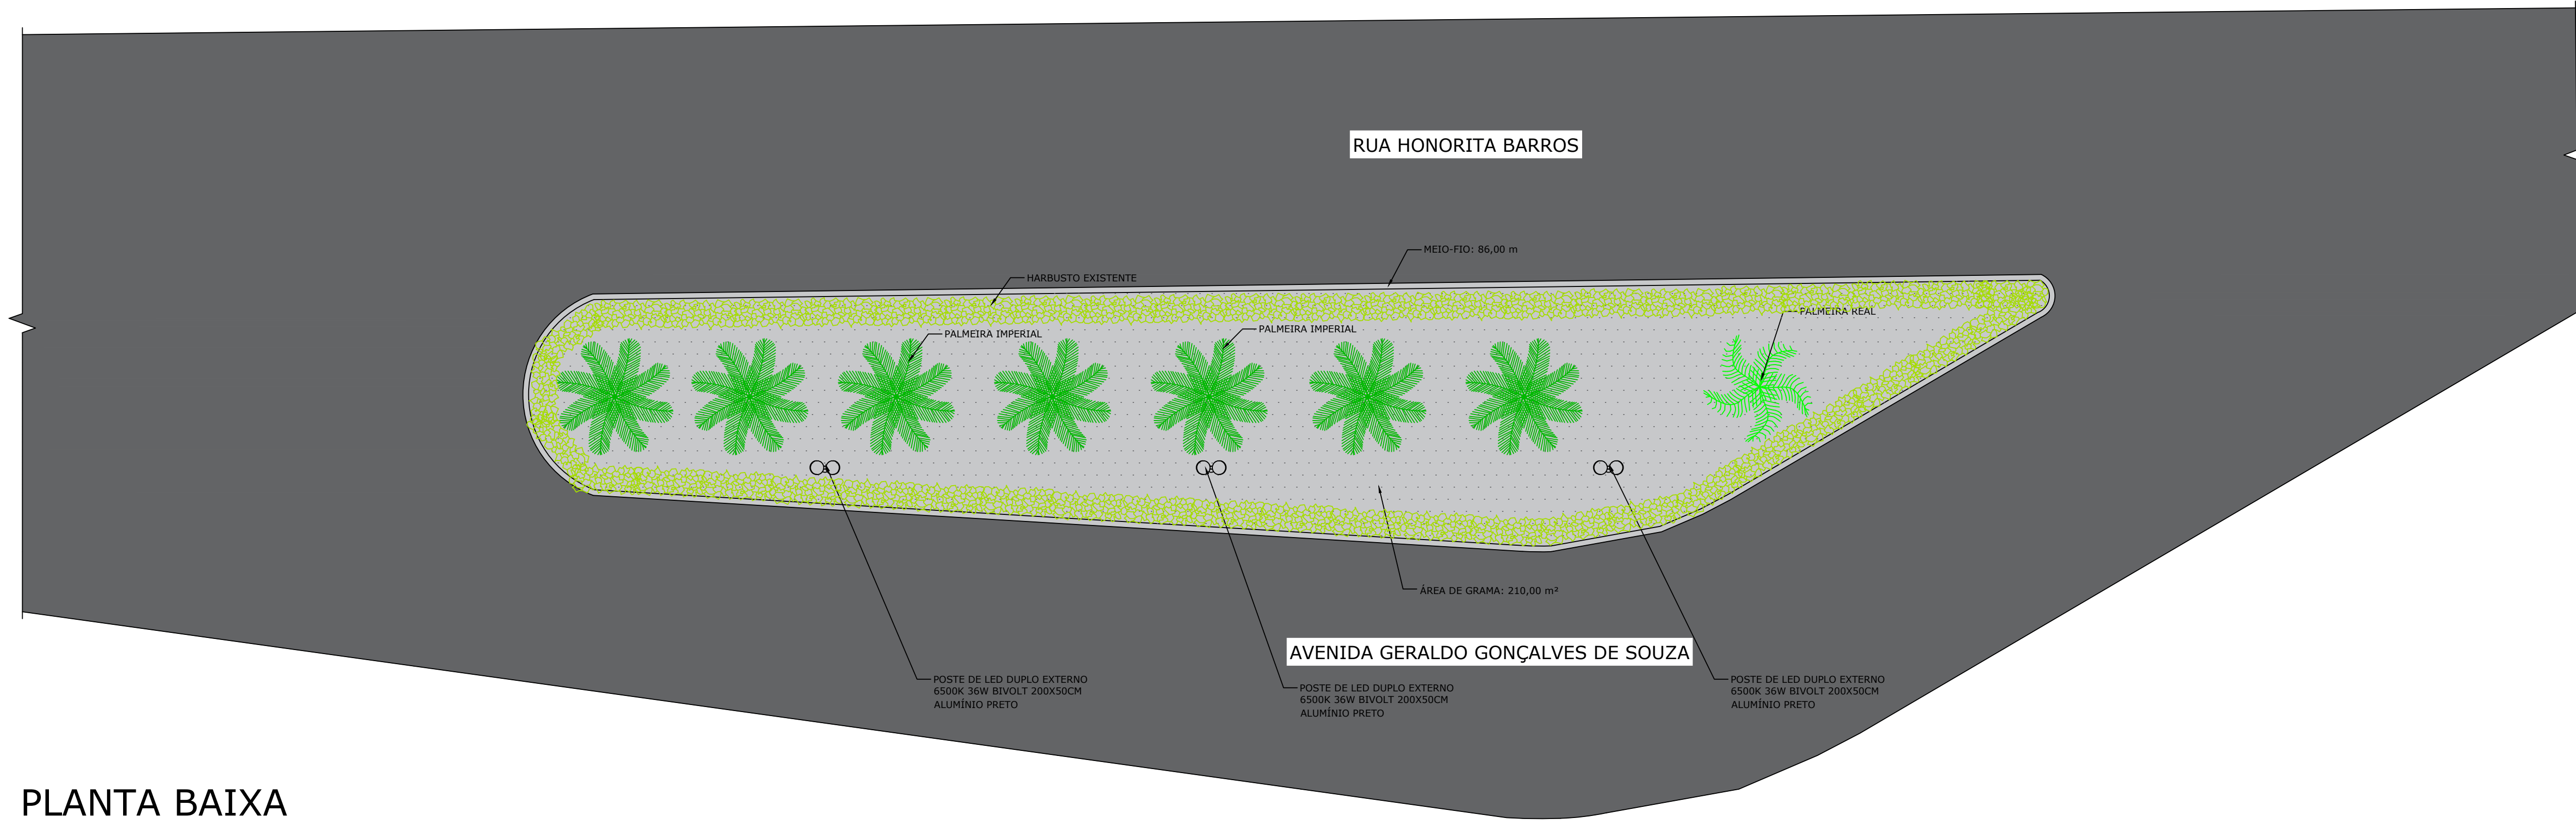 RUA HONORITA BARROS
MEIO-FIO: 86,00 m
HARBUSTO EXISTENTE
PALMEIRA REAL
PALMEIRA IMPERIAL
PALMEIRA IMPERIAL
ÁREA DE GRAMA: 210,00 m²
AVENIDA GERALDO GONÇALVES DE SOUZA
POSTE DE LED DUPLO EXTERNO
6500K 36W BIVOLT 200X50CM
ALUMÍNIO PRETO
POSTE DE LED DUPLO EXTERNO
6500K 36W BIVOLT 200X50CM
ALUMÍNIO PRETO
POSTE DE LED DUPLO EXTERNO
6500K 36W BIVOLT 200X50CM
ALUMÍNIO PRETO
PLANTA BAIXA